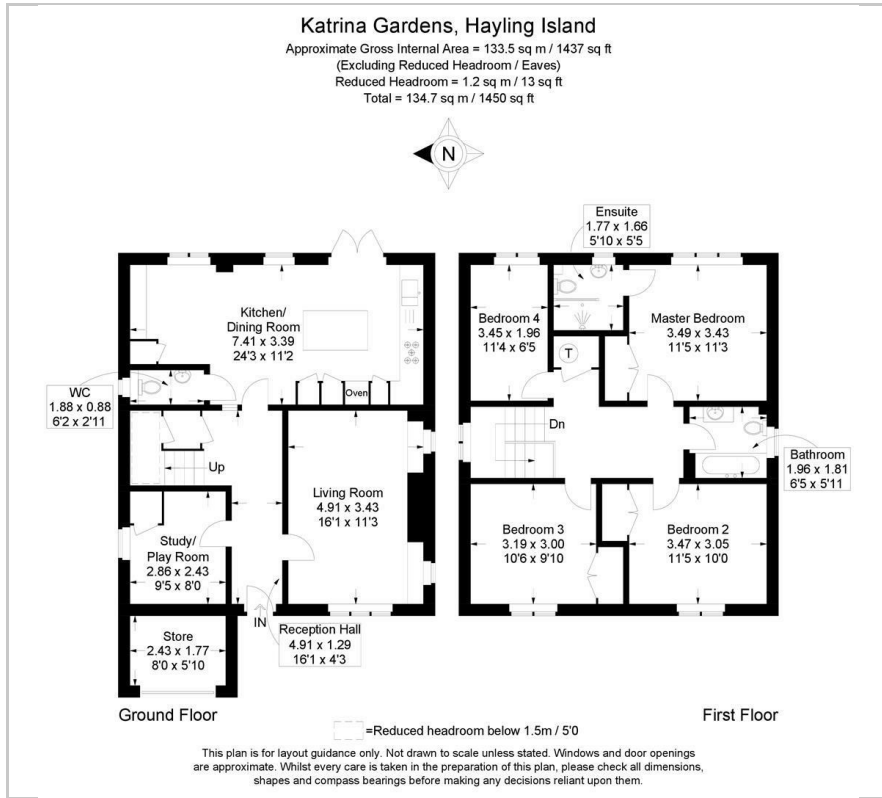 Katrina Gardens, Hayling Island
Approximate Gross Internal Area = 133.5 sq m / 1437 sq ft
(Excluding Reduced Headroom / Eaves)
Reduced Headroom = 1.2 sq m / 13 sq ft
Total = 134.7 sq m / 1450 sq ft
N
Kitchen/
Dining Room
7.41 x 3.39
24'3 x 11'2
Oven
WC
1.88 x 0.88
6'2 x 2'11
Up
Living Room
4.91 x 3.43
16'1 x 11'3
Study/
Play Room
2.86 x 2.43
9'5 x 8'0
IN
Reception Hall
4.91 x 1.29
16'1 x 4'3
Store
2.43 x 1.77
8'0 x 5'10
Ground Floor
Ensuite
1.77 x 1.66
5'10 x 5'5
Bedroom 4
3.45 x 1.96
11'4 x 6'5
T
Master Bedroom
3.49 x 3.43
11'5 x 11'3
Dn
Bathroom
1.96 x 1.81
6'5 x 5'11
Bedroom 3
3.19 x 3.00
10'6 x 9'10
Bedroom 2
3.47 x 3.05
11'5 x 10'0
First Floor
=Reduced headroom below 1.5m / 5'0
This plan is for layout guidance only. Not drawn to scale unless stated. Windows and door openings
are approximate. Whilst every care is taken in the preparation of this plan, please check all dimensions,
shapes and compass bearings before making any decisions reliant upon them.